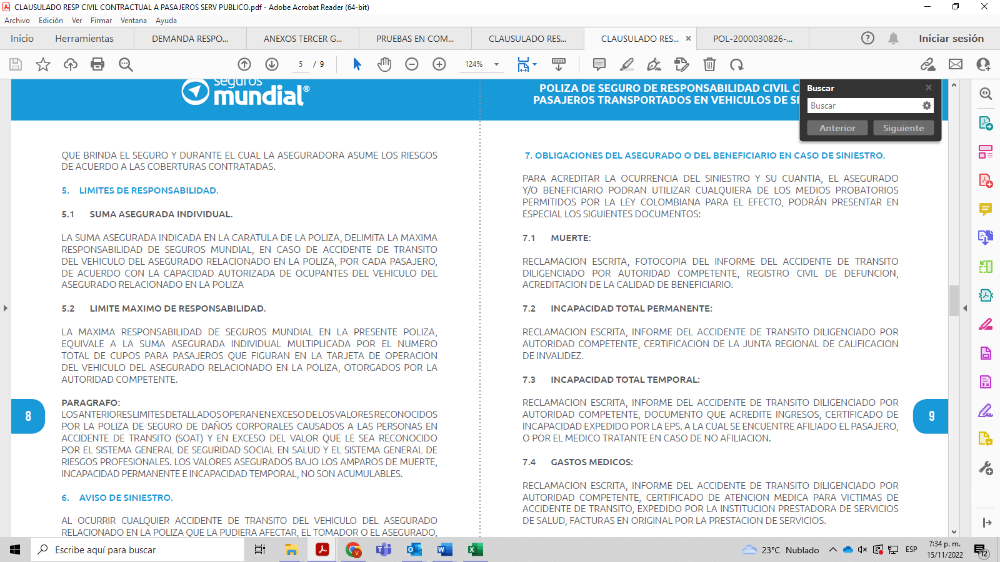 CLAUSULADO RESP CIVIL CONTRACTUAL A PASAJEROS SERV PUBLICO.pdf - Adobe Acrobat Reader (64-bit)
Archivo Edición Ver Firmar Ventana Ayuda
Inicio Herramientas DEMANDA RESPO... ANEXOS TERCER G... PRUEBAS EN COM... CLAUSULADO RES... CLAUSULADO RES... × POL-2000030826-... Iniciar sesión
5 / 9 124%
seguros
mundial®
POLIZA DE SEGURO DE RESPONSABILIDAD CIVIL C
PASAJEROS TRANSPORTADOS EN VEHICULOS DE SE
Buscar
Buscar
Anterior Siguiente
QUE BRINDA EL SEGURO Y DURANTE EL CUAL LA ASEGURADORA ASUME LOS RIESGOS
DE ACUERDO A LAS COBERTURAS CONTRATADAS.
5. LIMITES DE RESPONSABILIDAD.
5.1 SUMA ASEGURADA INDIVIDUAL.
LA SUMA ASEGURADA INDICADA EN LA CARATULA DE LA POLIZA, DELIMITA LA MAXIMA
RESPONSABILIDAD DE SEGUROS MUNDIAL, EN CASO DE ACCIDENTE DE TRANSITO
DEL VEHICULO DEL ASEGURADO RELACIONADO EN LA POLIZA, POR CADA PASAJERO,
DE ACUERDO CON LA CAPACIDAD AUTORIZADA DE OCUPANTES DEL VEHICULO DEL
ASEGURADO RELACIONADO EN LA POLIZA
5.2 LIMITE MAXIMO DE RESPONSABILIDAD.
LA MAXIMA RESPONSABILIDAD DE SEGUROS MUNDIAL EN LA PRESENTE POLIZA,
EQUIVALE A LA SUMA ASEGURADA INDIVIDUAL MULTIPLICADA POR EL NUMERO
TOTAL DE CUPOS PARA PASAJEROS QUE FIGURAN EN LA TARJETA DE OPERACION
DEL VEHICULO DEL ASEGURADO RELACIONADO EN LA POLIZA, OTORGADOS POR LA
AUTORIDAD COMPETENTE.
PARAGRAFO:
LOS ANTERIORES LIMITES DETALLADOS OPERAN EN EXCESO DE LOS VALORES RECONOCIDOS
POR LA POLIZA DE SEGURO DE DAÑOS CORPORALES CAUSADOS A LAS PERSONAS EN
ACCIDENTE DE TRANSITO (SOAT) Y EN EXCESO DEL VALOR QUE LE SEA RECONOCIDO
POR EL SISTEMA GENERAL DE SEGURIDAD SOCIAL EN SALUD Y EL SISTEMA GENERAL DE
RIESGOS PROFESIONALES. LOS VALORES ASEGURADOS BAJO LOS AMPAROS DE MUERTE,
INCAPACIDAD PERMANENTE E INCAPACIDAD TEMPORAL, NO SON ACUMULABLES.
6. AVISO DE SINIESTRO.
AL OCURRIR CUALQUIER ACCIDENTE DE TRANSITO DEL VEHICULO DEL ASEGURADO
RELACIONADO EN LA POLIZA QUE LA PUDIERA AFECTAR, EL TOMADOR O EL ASEGURADO,
8
7. OBLIGACIONES DEL ASEGURADO O DEL BENEFICIARIO EN CASO DE SINIESTRO.
PARA ACREDITAR LA OCURRENCIA DEL SINIESTRO Y SU CUANTIA, EL ASEGURADO
Y/O BENEFICIARIO PODRAN UTILIZAR CUALQUIERA DE LOS MEDIOS PROBATORIOS
PERMITIDOS POR LA LEY COLOMBIANA PARA EL EFECTO, PODRÁN PRESENTAR EN
ESPECIAL LOS SIGUIENTES DOCUMENTOS:
7.1 MUERTE:
RECLAMACION ESCRITA, FOTOCOPIA DEL INFORME DEL ACCIDENTE DE TRANSITO
DILIGENCIADO POR AUTORIDAD COMPETENTE, REGISTRO CIVIL DE DEFUNCION,
ACREDITACION DE LA CALIDAD DE BENEFICIARIO.
7.2 INCAPACIDAD TOTAL PERMANENTE:
RECLAMACION ESCRITA, INFORME DEL ACCIDENTE DE TRANSITO DILIGENCIADO POR
AUTORIDAD COMPETENTE, CERTIFICACION DE LA JUNTA REGIONAL DE CALIFICACION
DE INVALIDEZ.
7.3 INCAPACIDAD TOTAL TEMPORAL:
RECLAMACION ESCRITA, INFORME DEL ACCIDENTE DE TRANSITO DILIGENCIADO POR
AUTORIDAD COMPETENTE, DOCUMENTO QUE ACREDITE INGRESOS, CERTIFICADO DE
INCAPACIDAD EXPEDIDO POR LA EPS. A LA CUAL SE ENCUENTRE AFILIADO EL PASAJERO,
O POR EL MEDICO TRATANTE EN CASO DE NO AFILIACION.
7.4 GASTOS MEDICOS:
RECLAMACION ESCRITA, INFORME DEL ACCIDENTE DE TRANSITO DILIGENCIADO POR
AUTORIDAD COMPETENTE, CERTIFICADO DE ATENCION MEDICA PARA VICTIMAS DE
ACCIDENTE DE TRANSITO, EXPEDIDO POR LA INSTITUCION PRESTADORA DE SERVICIOS
DE SALUD, FACTURAS EN ORIGINAL POR LA PRESTACION DE SERVICIOS.
9
Escribe aquí para buscar
23°C Nublado ESP
7:34 p. m.
15/11/2022
12